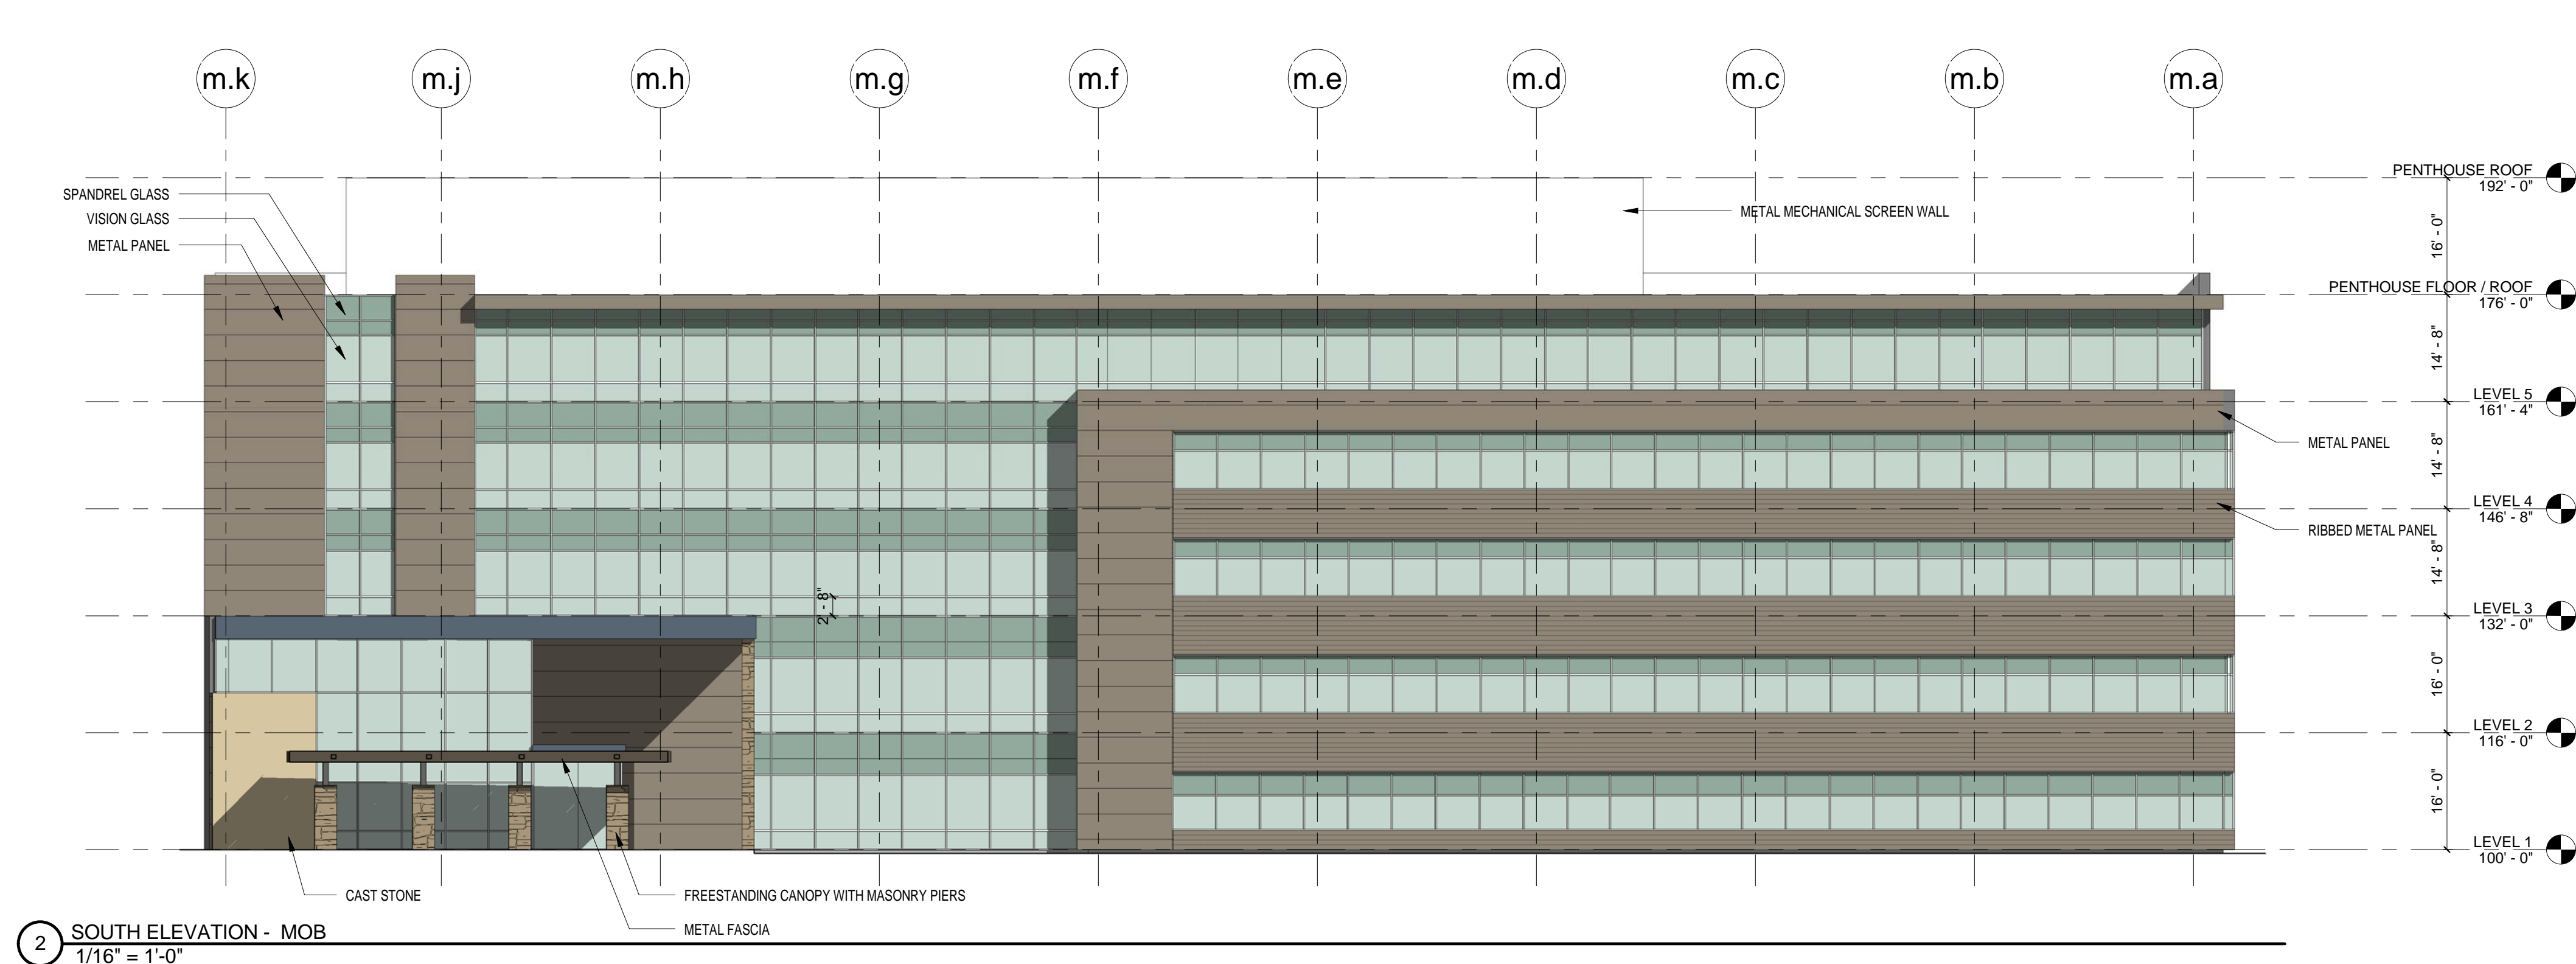 m.k m.j m.h m.g m.f m.e m.d m.c m.b m.a
SPANDREL GLASS
VISION GLASS
METAL PANEL
METAL MECHANICAL SCREEN WALL
PENTHOUSE ROOF
192' - 0"
16' - 0"
PENTHOUSE FLOOR / ROOF
176' - 0"
14' - 8"
LEVEL 5
161' - 4"
METAL PANEL
14' - 8"
LEVEL 4
146' - 8"
RIBBED METAL PANEL
14' - 8"
2' - 8"
LEVEL 3
132' - 0"
16' - 0"
LEVEL 2
116' - 0"
16' - 0"
LEVEL 1
100' - 0"
CAST STONE
FREESTANDING CANOPY WITH MASONRY PIERS
METAL FASCIA
2
SOUTH ELEVATION - MOB
1/16" = 1'-0"